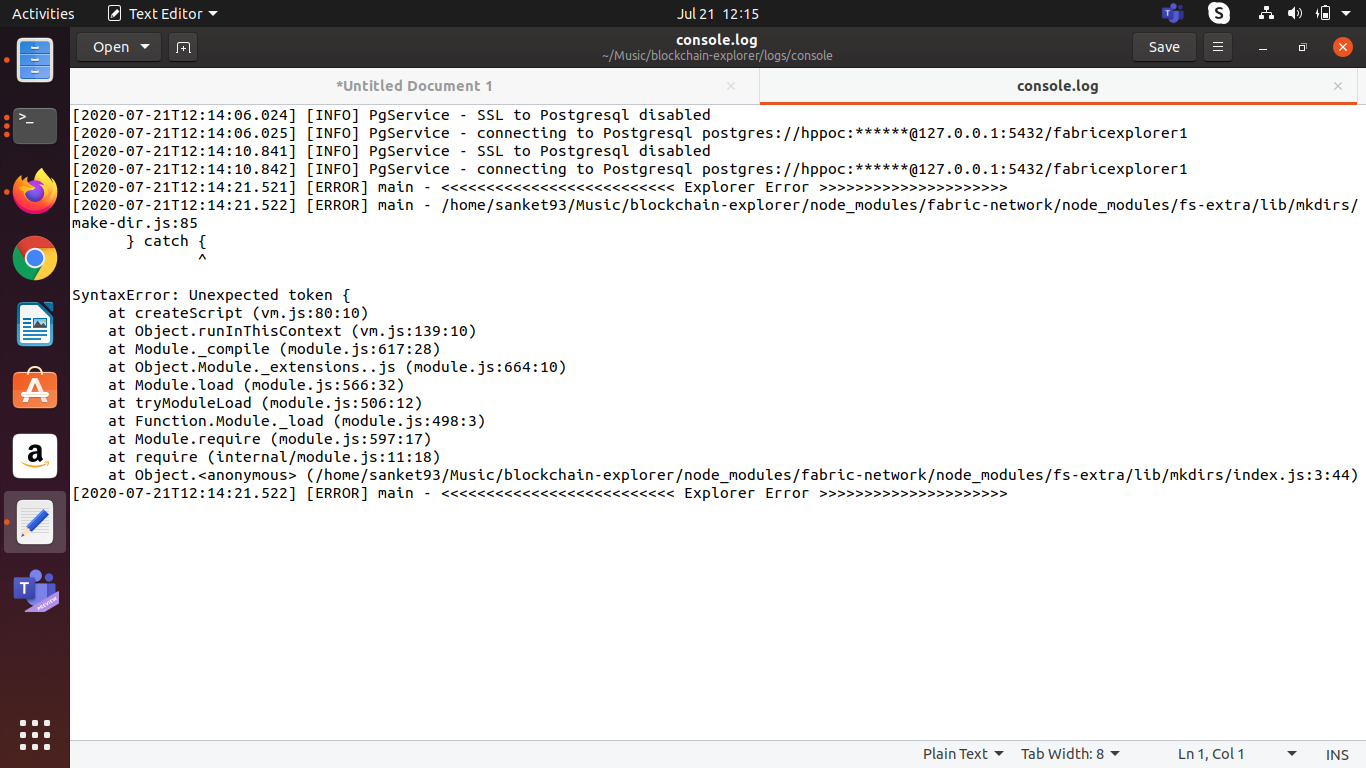 Activities
Text Editor
Jul 21 12:15
Open
console.log
~/Music/blockchain-explorer/logs/console
Save
*Untitled Document 1
console.log
[2020-07-21T12:14:06.024] [INFO] PgService - SSL to Postgresql disabled
[2020-07-21T12:14:06.025] [INFO] PgService - connecting to Postgresql postgres://hppoc:******@127.0.0.1:5432/fabricexplorer1
[2020-07-21T12:14:10.841] [INFO] PgService - SSL to Postgresql disabled
[2020-07-21T12:14:10.842] [INFO] PgService - connecting to Postgresql postgres://hppoc:******@127.0.0.1:5432/fabricexplorer1
[2020-07-21T12:14:21.521] [ERROR] main - <<<<<<<<<<<<<<<<<<<<<<<<<< Explorer Error >>>>>>>>>>>>>>>>>>>>>
[2020-07-21T12:14:21.522] [ERROR] main - /home/sanket93/Music/blockchain-explorer/node_modules/fabric-network/node_modules/fs-extra/lib/mkdirs/
make-dir.js:85
} catch {
^
SyntaxError: Unexpected token {
at createScript (vm.js:80:10)
at Object.runInThisContext (vm.js:139:10)
at Module._compile (module.js:617:28)
at Object.Module._extensions..js (module.js:664:10)
at Module.load (module.js:566:32)
at tryModuleLoad (module.js:506:12)
at Function.Module._load (module.js:498:3)
at Module.require (module.js:597:17)
at require (internal/module.js:11:18)
at Object.<anonymous> (/home/sanket93/Music/blockchain-explorer/node_modules/fabric-network/node_modules/fs-extra/lib/mkdirs/index.js:3:44)
[2020-07-21T12:14:21.522] [ERROR] main - <<<<<<<<<<<<<<<<<<<<<<<<<< Explorer Error >>>>>>>>>>>>>>>>>>>>>
Plain Text
Tab Width: 8
Ln 1, Col 1
INS